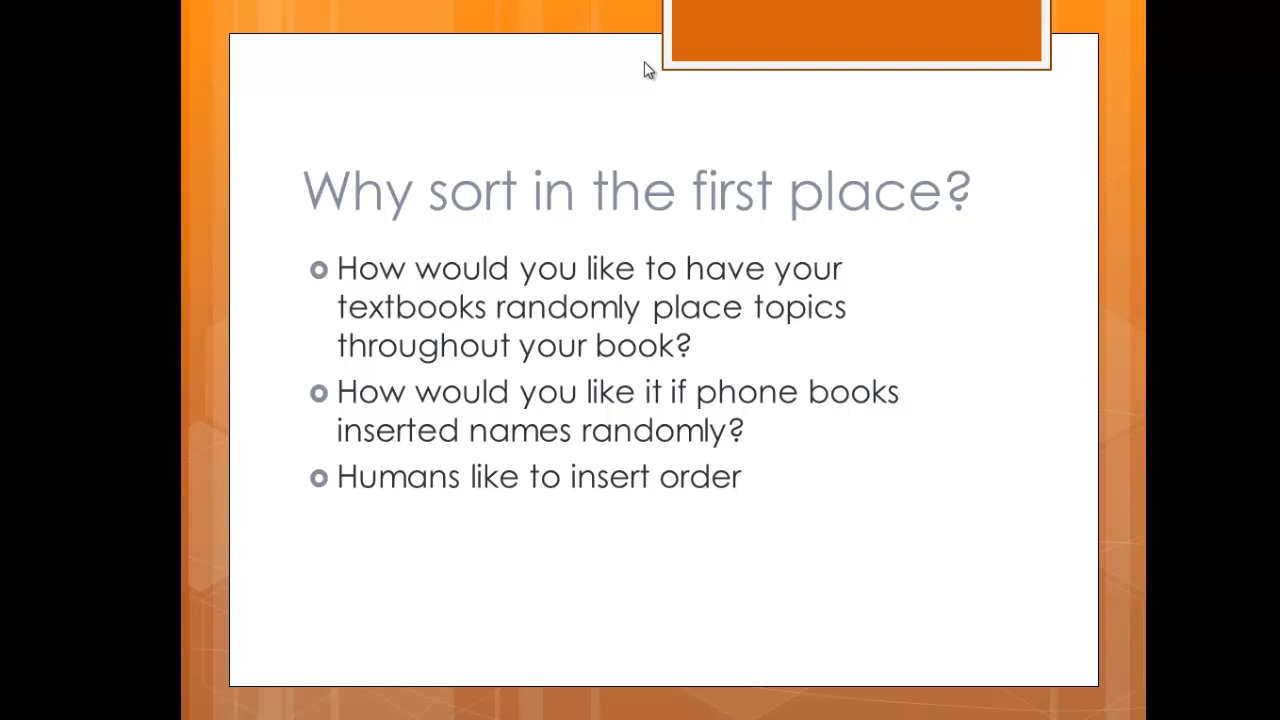 Why sort in the first place?
How would you like to have your
textbooks randomly place topics
throughout your book?
How would you like it if phone books
inserted names randomly?
Humans like to insert order